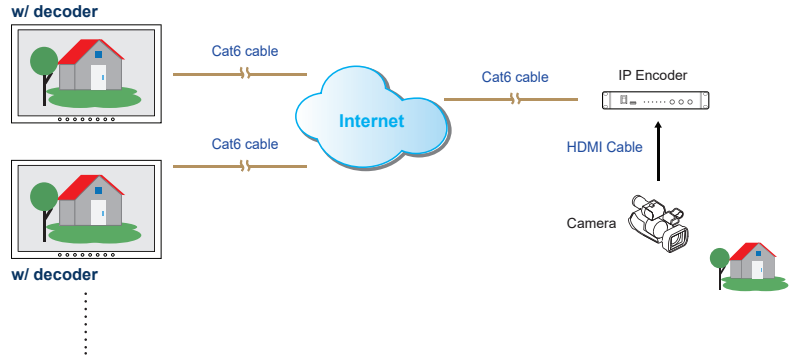 w/ decoder
Cat6 cable
Cat6 cable
IP Encoder
Internet
Cat6 cable
HDMI Cable
Camera
w/ decoder